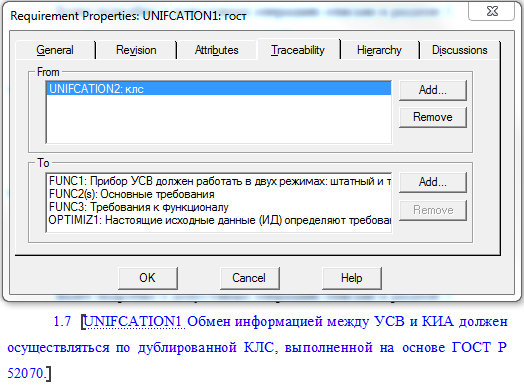 Requirement Properties: UNIFCATION1: гост
General
Revision
Attributes
Traceability
Hierarchy
Discussions
From
UNIFCATION2: клс
Add...
Remove
To
FUNC1: Прибор УСВ должен работать в двух режимах: штатный и т
FUNC2(s): Основные требования
FUNC3: Требования к функционалу
OPTIMIZ1: Настоящие исходные данные (ИД) определяют требован
Add...
Remove
OK
Cancel
Help
1.7 [UNIFCATION1 Обмен информацией между УСВ и КИА должен
осуществляться по дублированной КЛС, выполненной на основе ГОСТ Р
52070.]